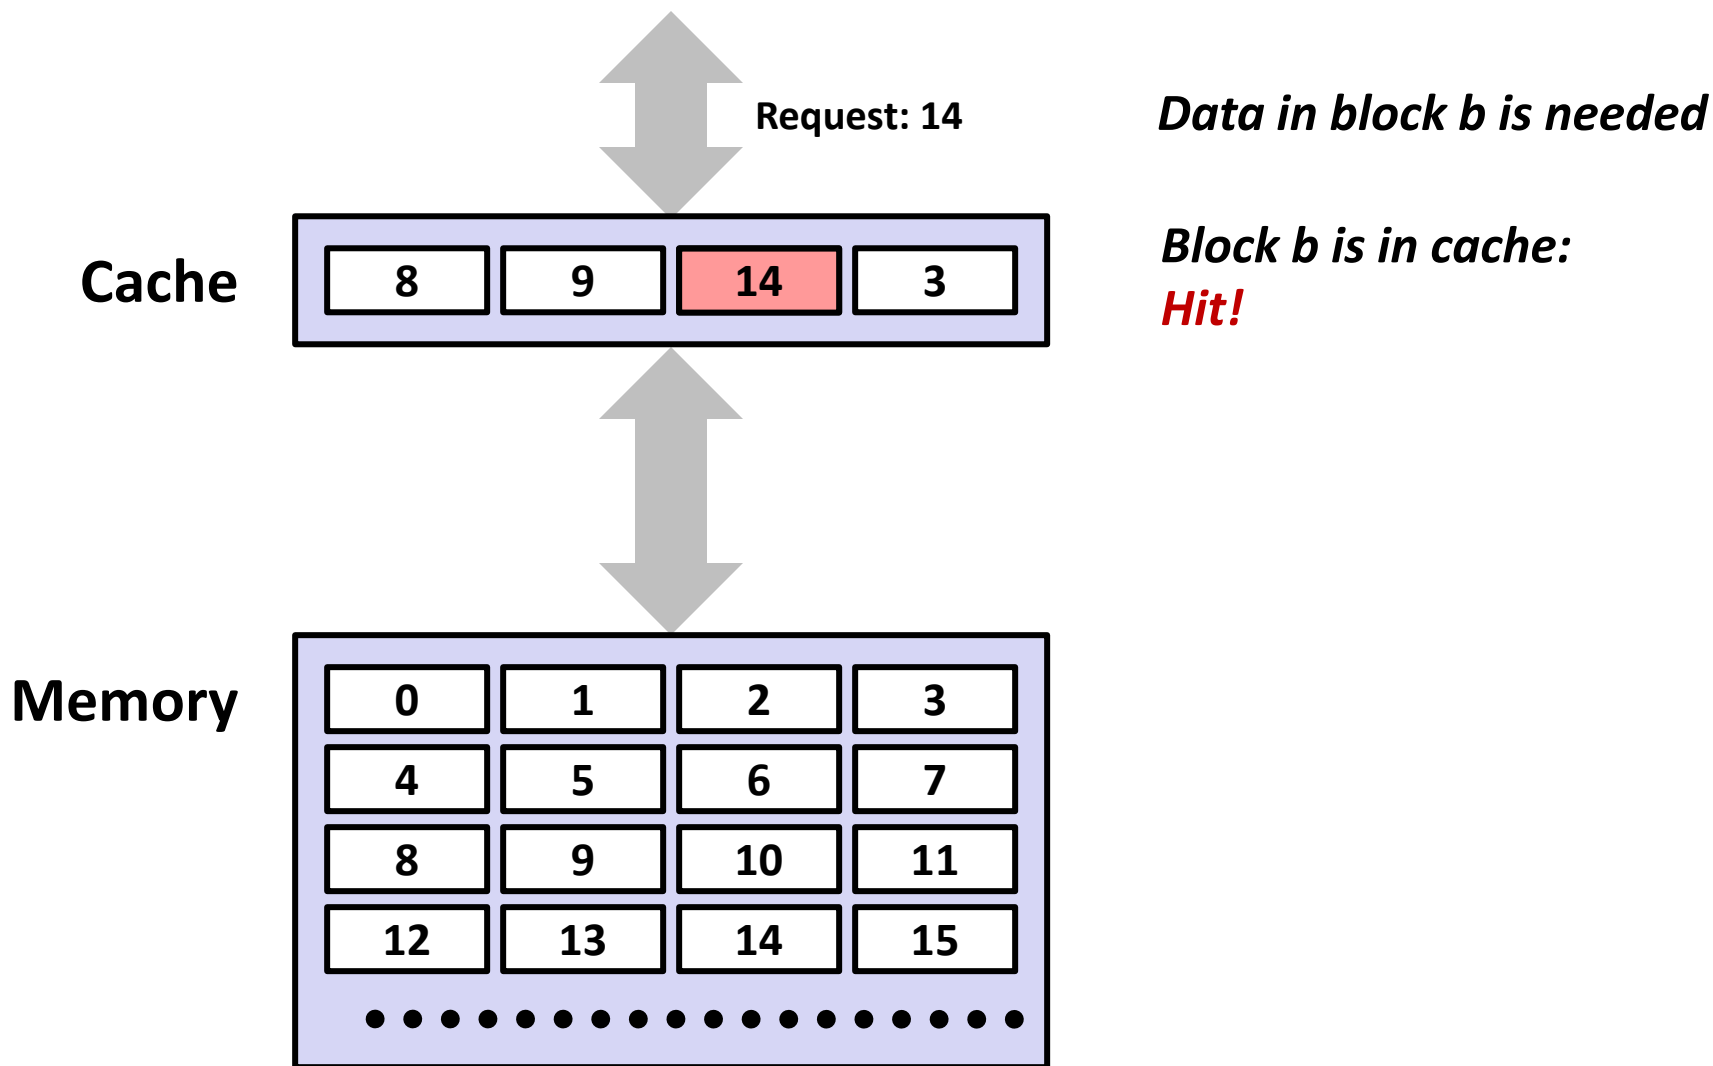 Request: 14
Data in block b is needed
Cache
8 9 14 3
Block b is in cache:
Hit!
Memory
0 1 2 3
4 5 6 7
8 9 10 11
12 13 14 15